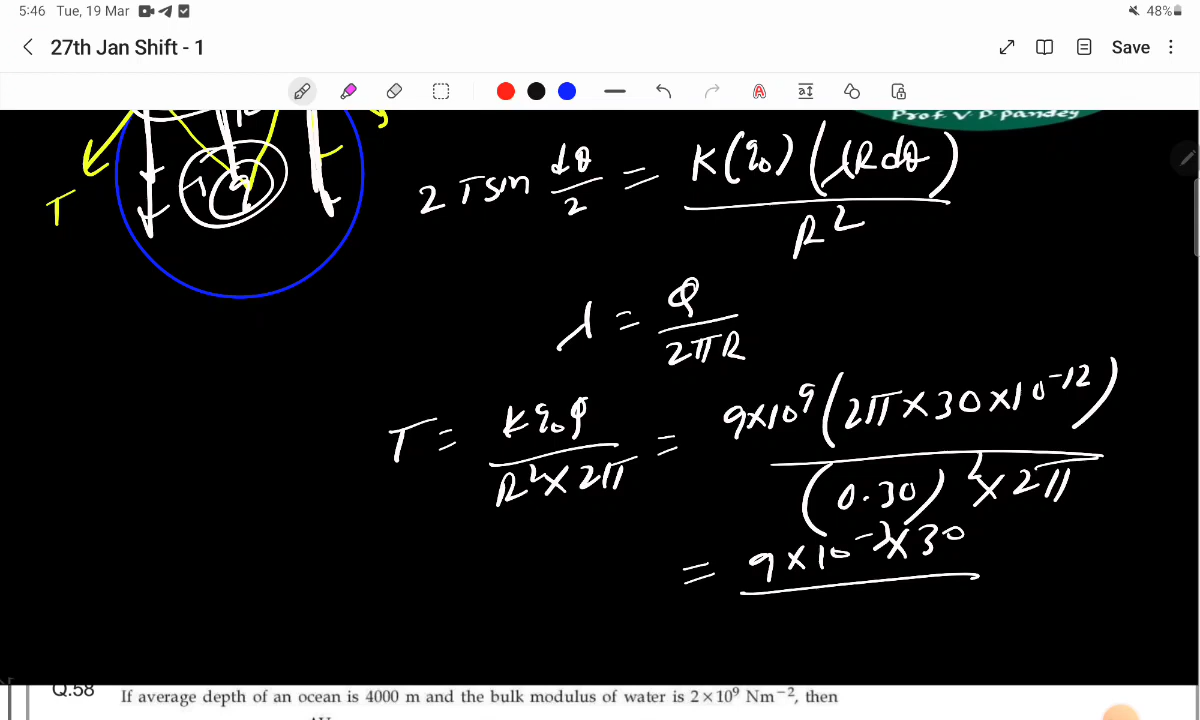 5:46 Tue, 19 Mar 48%
27th Jan Shift - 1 Save
Prof. V. D. Pandey
T
q
2 T sin dθ/2 = K(q₀)(λRdθ)/R²
λ = Q/2πR
T = Kq₀Q/R²×2π = 9×10⁹(2π×30×10⁻¹²)/(0.30)²×2π
= 9×10⁻³×30
Q.58 If average depth of an ocean is 4000 m and the bulk modulus of water is 2×10⁹ Nm⁻², then